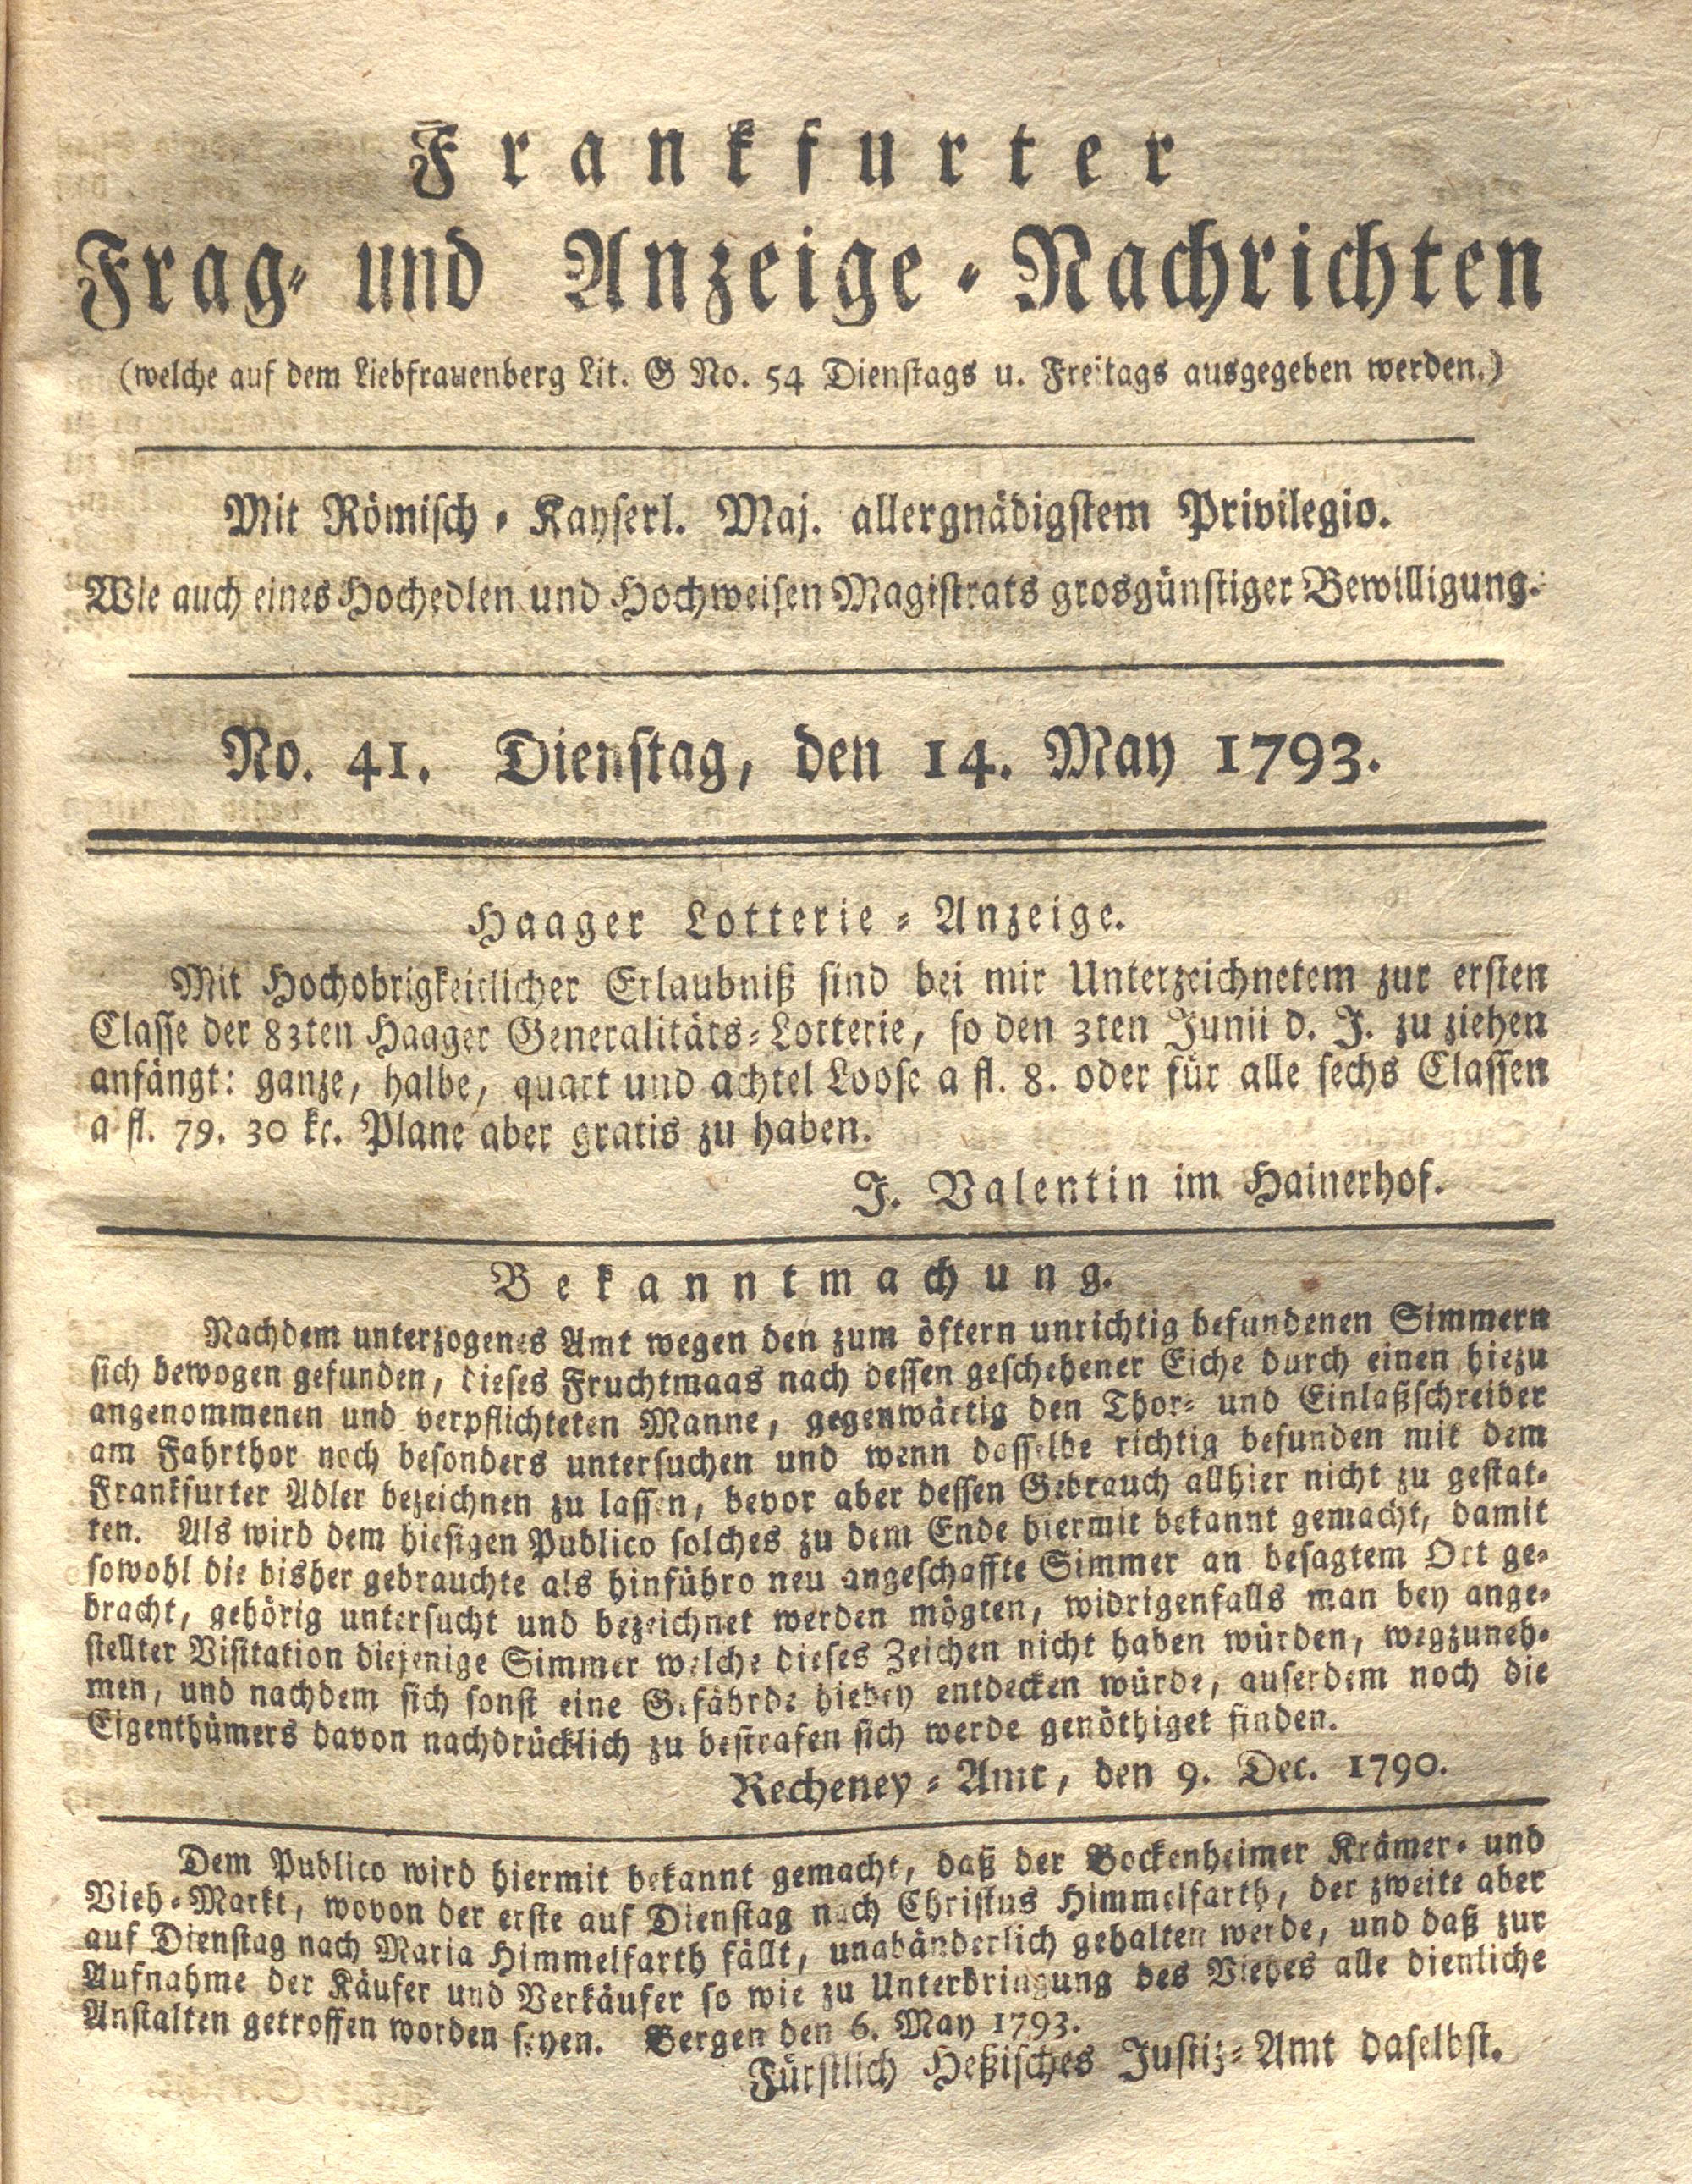 Frankfurter
Frag- und Anzeige-Nachrichten
(welche auf dem Liebfrauenberg Lit. G No. 54 Dienstags u. Freitags ausgegeben werden.)
Mit Römisch-Kayserl. Maj. allergnädigstem Privilegio.
Wie auch eines Hochedlen und Hochweisen Magistrats grosgünstiger Bewilligung.
No. 41. Dienstag, den 14. May 1793.
Haager Lotterie-Anzeige.
Mit Hochobrigkeitlicher Erlaubniß sind bei mir Unterzeichnetem zur ersten
Classe der 83ten Haager Generalitäts-Lotterie, so den 3ten Junii d. J. zu ziehen
anfängt: ganze, halbe, quart und achtel Loose a fl. 8. oder für alle sechs Classen
a fl. 79. 30 kr. Plane aber gratis zu haben.
J. Valentin im Hainerhof.
Bekanntmachung.
Nachdem unterzogenes Amt wegen den zum öftern unrichtig befundenen Simmern
sich bewogen gefunden, dieses Fruchtmaas nach dessen geschehener Eiche durch einen hiezu
angenommenen und verpflichteten Manne, gegenwärtig den Thor- und Einlaßschreiber
am Fahrthor noch besonders untersuchen und wenn dasselbe richtig befunden mit dem
Frankfurter Adler bezeichnen zu lassen, bevor aber dessen Gebrauch allhier nicht zu gestat-
ten. Als wird dem hiesigen Publico solches zu dem Ende hiermit bekannt gemacht, damit
sowohl die bisher gebrauchte als hinführo neu angeschaffte Simmer an besagtem Ort ge-
bracht, gehörig untersucht und bezeichnet werden mögten, widrigenfalls man bey ange-
stellter Visitation diejenige Simmer welche dieses Zeichen nicht haben würden, wegzuneh-
men, und nachdem sich sonst eine Gefährde hiebey entdecken würde, auserdem noch die
Eigenthümers davon nachdrücklich zu bestrafen sich werde genöthiget finden.
Recheney-Amt, den 9. Dec. 1790.
Dem Publico wird hiermit bekannt gemacht, daß der Bockenheimer Krämer- und
Vieh-Markt, wovon der erste auf Dienstag nach Christus Himmelfarth, der zweite aber
auf Dienstag nach Maria Himmelfarth fällt, unabänderlich gehalten werde, und daß zur
Aufnahme der Käufer und Verkäufer so wie zu Unterbringung des Viehes alle dienliche
Anstalten getroffen worden seyen. Bergen den 6. May 1793.
Fürstlich Heßisches Justiz-Amt daselbst.